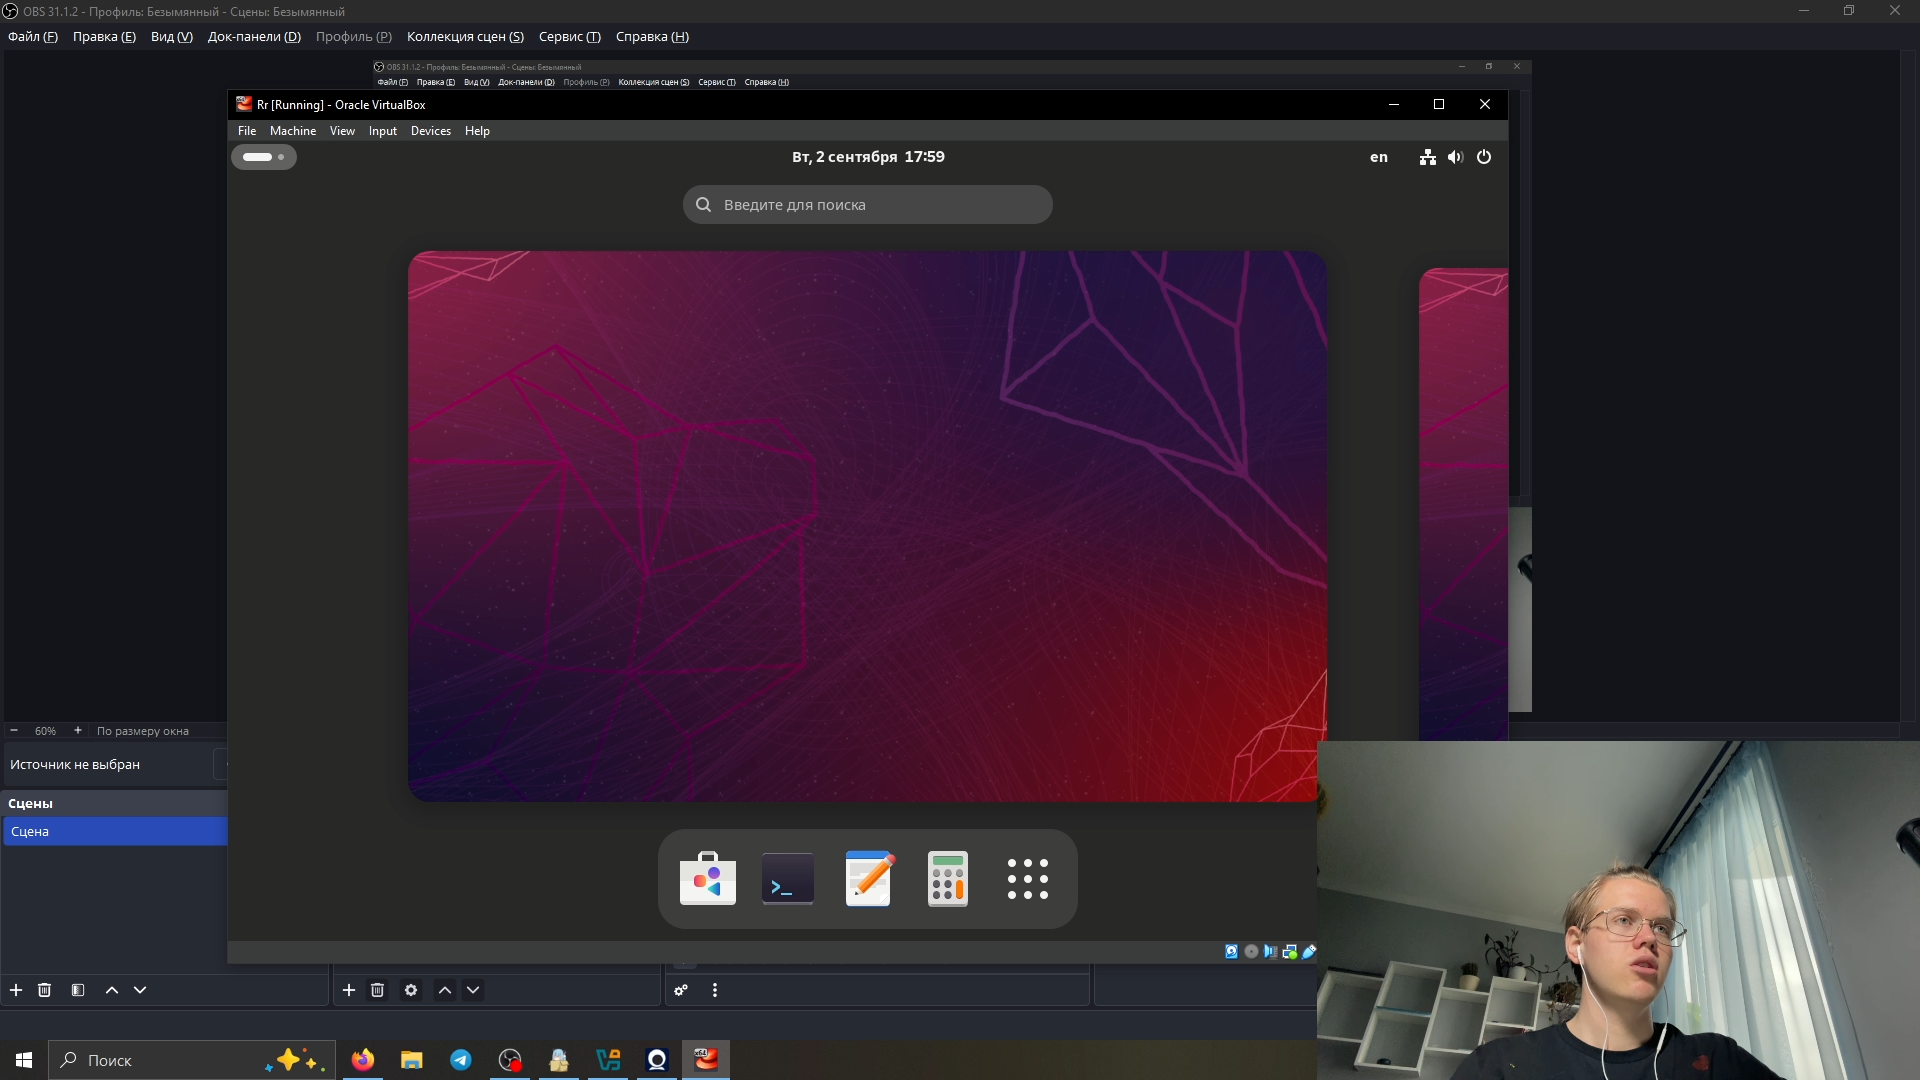 OBS 31.1.2 - Профиль: Безымянный - Сцены: Безымянный
Файл (F) Правка (E) Вид (V) Док-панели (D) Профиль (P) Коллекция сцен (S) Сервис (T) Справка (H)
OBS 31.1.2 - Профиль: Безымянный - Сцены: Безымянный
Файл (F) Правка (E) Вид (V) Док-панели (D) Профиль (P) Коллекция сцен (S) Сервис (T) Справка (H)
Rr [Running] - Oracle VirtualBox
File Machine View Input Devices Help
Вт, 2 сентября 17:59
en
Введите для поиска
60% По размеру окна
Источник не выбран
Сцены
Сцена
Поиск